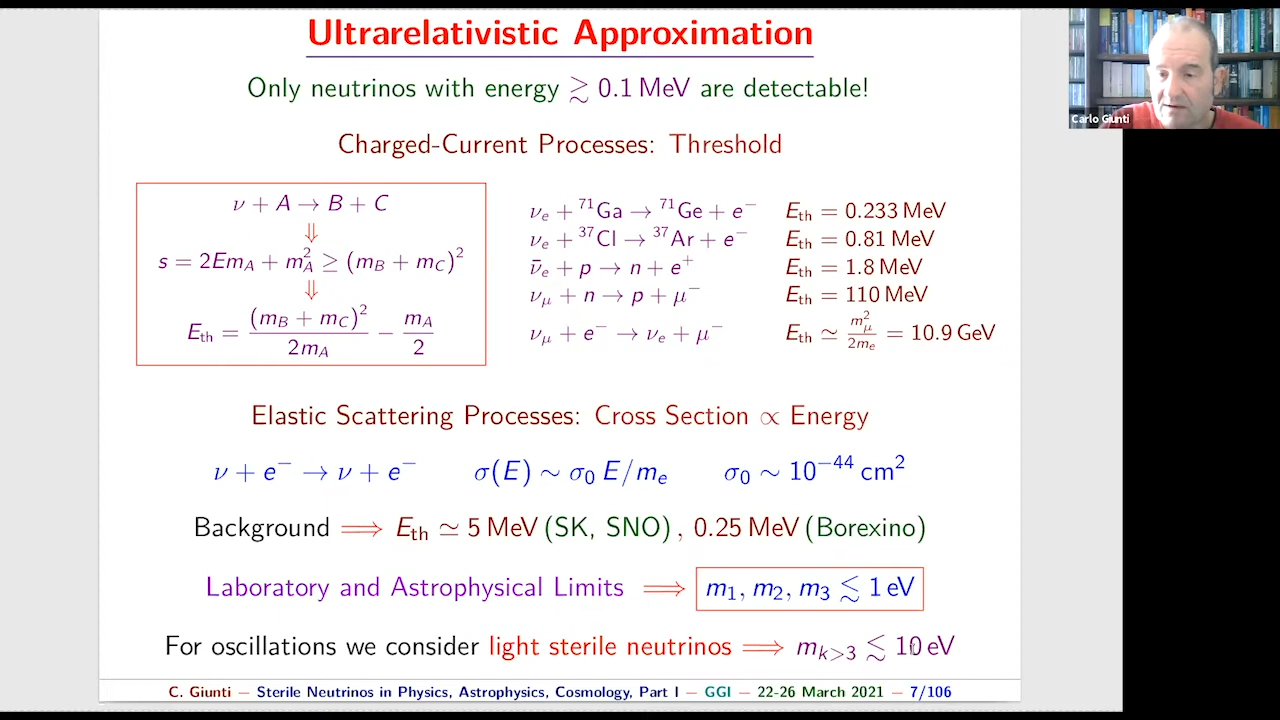 Ultrarelativistic Approximation
Only neutrinos with energy ≳ 0.1 MeV are detectable!
Carlo Giunti
Charged-Current Processes: Threshold
ν + A → B + C
⇓
s = 2Em_A + m_A^2 ≥ (m_B + m_C)^2
⇓
E_th = (m_B + m_C)^2 / 2m_A − m_A / 2
ν_e + ^71Ga → ^71Ge + e^− E_th = 0.233 MeV
ν_e + ^37Cl → ^37Ar + e^− E_th = 0.81 MeV
ν̄_e + p → n + e^+ E_th = 1.8 MeV
ν_μ + n → p + μ^− E_th = 110 MeV
ν_μ + e^− → ν_e + μ^− E_th ≃ m_μ^2 / 2m_e = 10.9 GeV
Elastic Scattering Processes: Cross Section ∝ Energy
ν + e^− → ν + e^− σ(E) ∼ σ_0 E/m_e σ_0 ∼ 10^−44 cm^2
Background ⟹ E_th ≃ 5 MeV (SK, SNO) , 0.25 MeV (Borexino)
Laboratory and Astrophysical Limits ⟹ m_1, m_2, m_3 ≲ 1 eV
For oscillations we consider light sterile neutrinos ⟹ m_k>3 ≲ 10 eV
C. Giunti − Sterile Neutrinos in Physics, Astrophysics, Cosmology, Part I − GGI − 22-26 March 2021 − 7/106